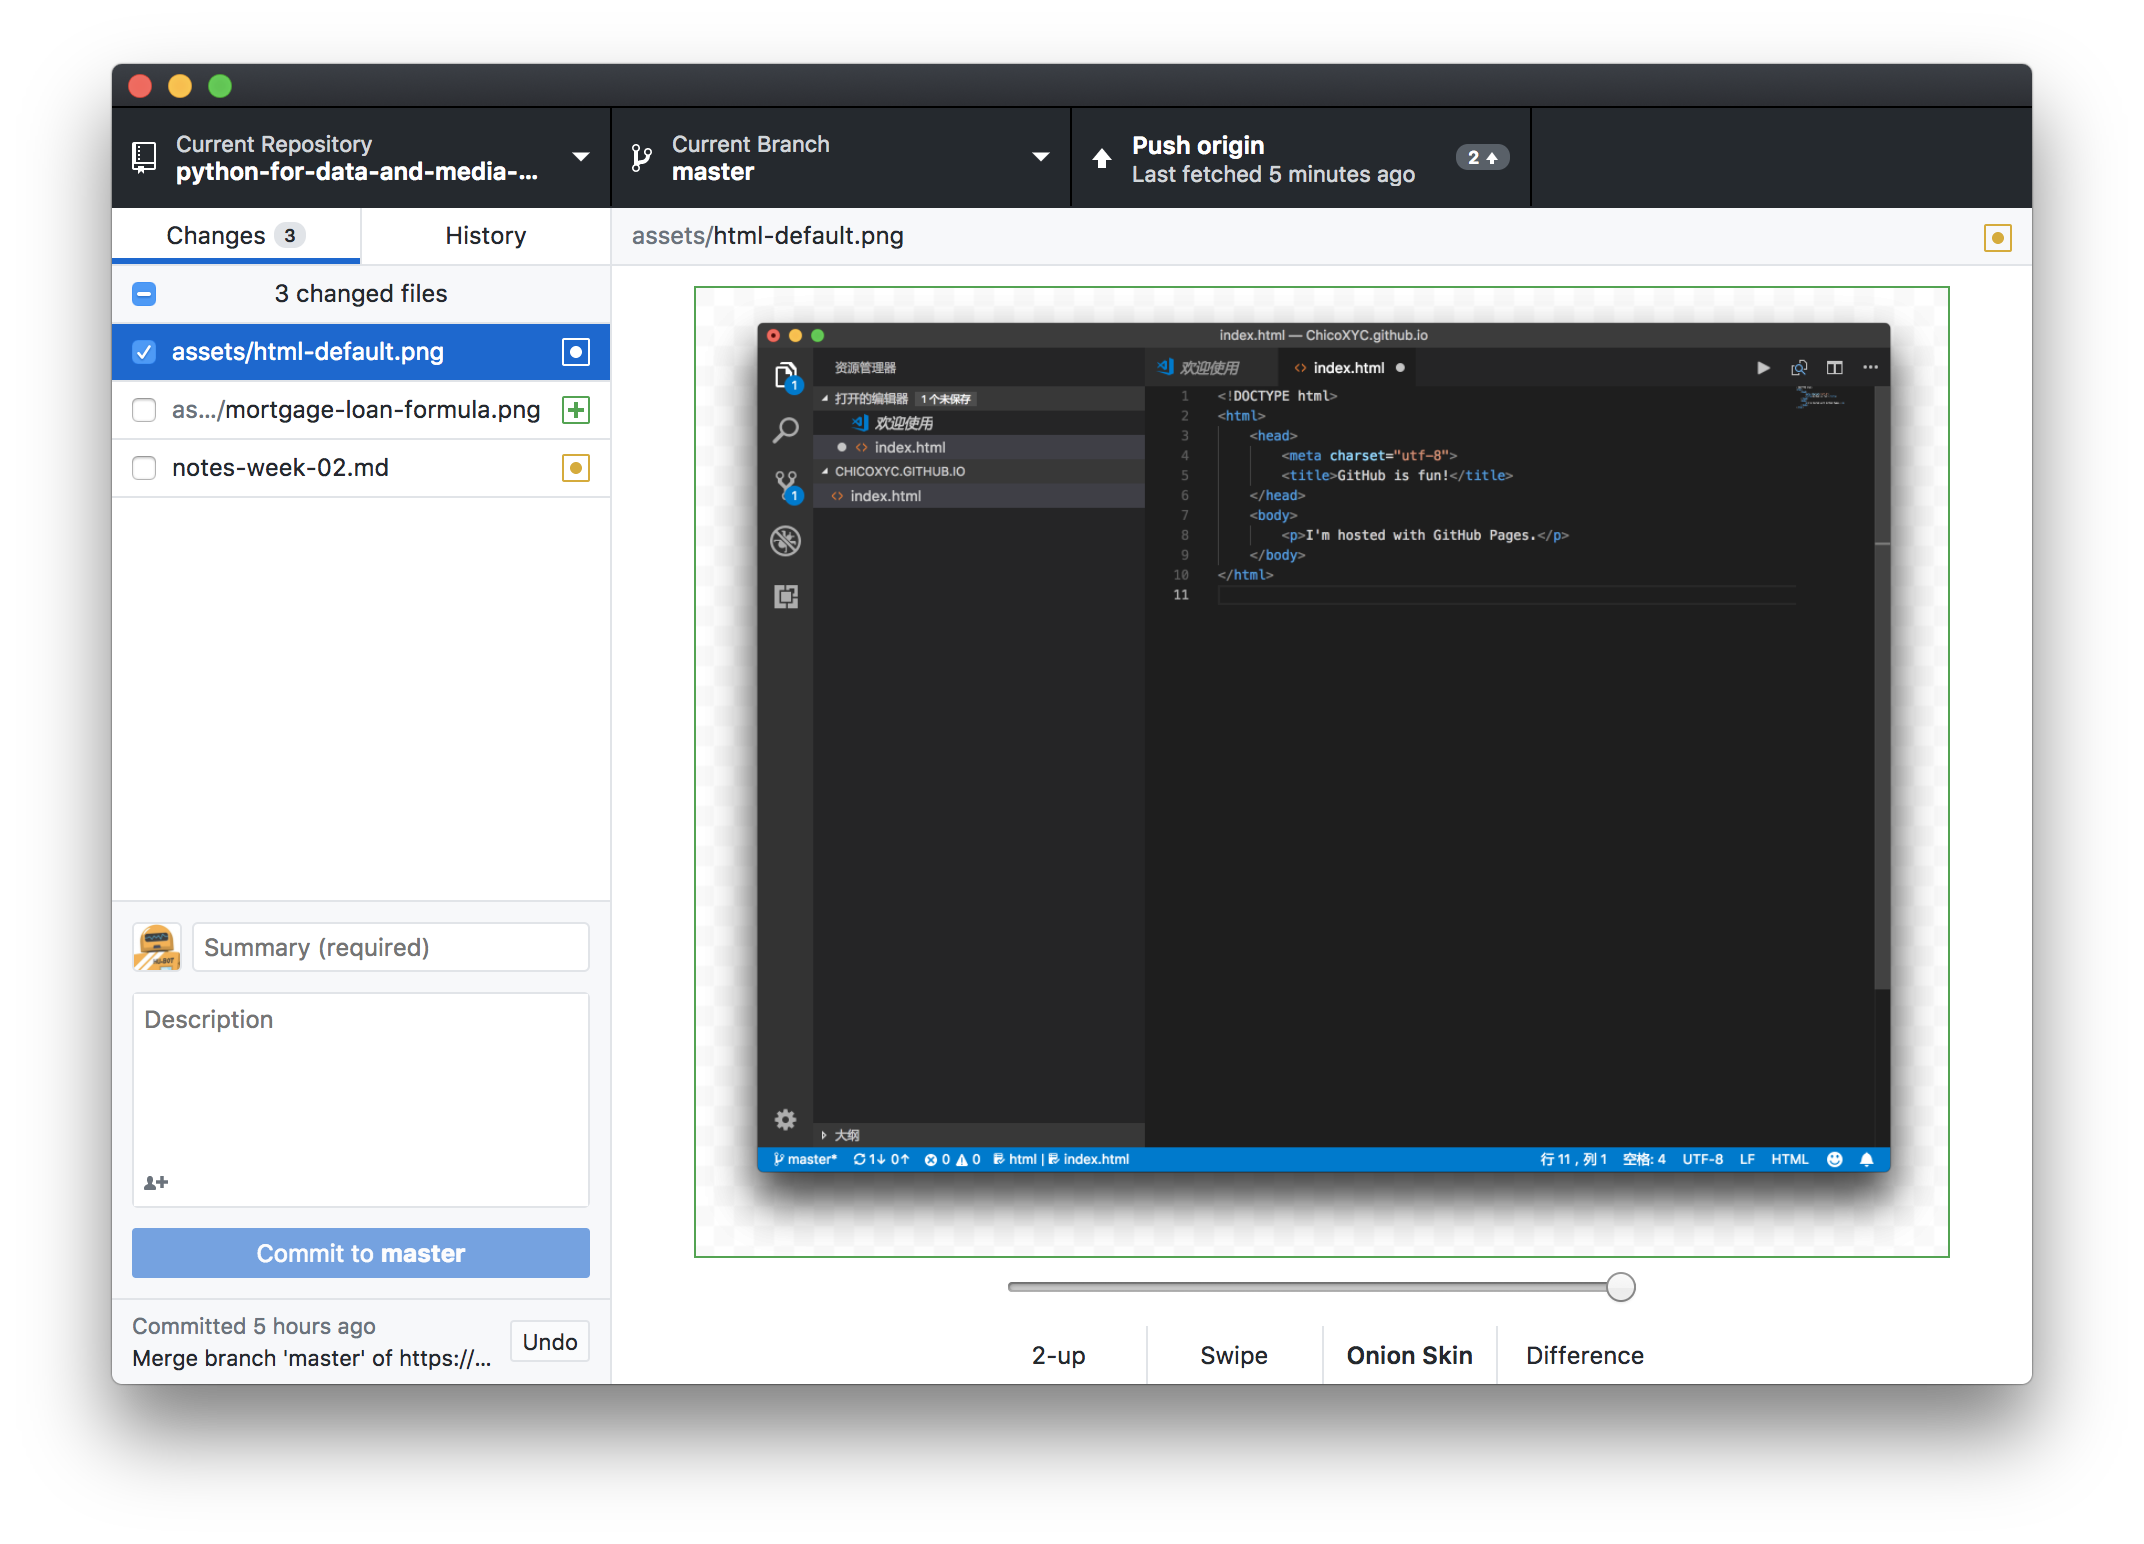 Current Repository
python-for-data-and-media-...
Current Branch
master
Push origin
Last fetched 5 minutes ago
2
Changes 3
History
assets/html-default.png
3 changed files
assets/html-default.png
as.../mortgage-loan-formula.png
notes-week-02.md
Summary (required)
Description
Commit to master
Committed 5 hours ago
Merge branch 'master' of https://...
Undo
index.html — ChicoXYC.github.io
资源管理器
欢迎使用
index.html
1
打开的编辑器 1 个未保存
欢迎使用
index.html
CHICOXYC.GITHUB.IO
index.html
1
1 <!DOCTYPE html>
2 <html>
3 <head>
4 <meta charset="utf-8">
5 <title>GitHub is fun!</title>
6 </head>
7 <body>
8 <p>I'm hosted with GitHub Pages.</p>
9 </body>
10 </html>
11
大纲
master* 1↓ 0↑ 0 0 html | index.html
行 11，列 1 空格: 4 UTF-8 LF HTML
2-up
Swipe
Onion Skin
Difference